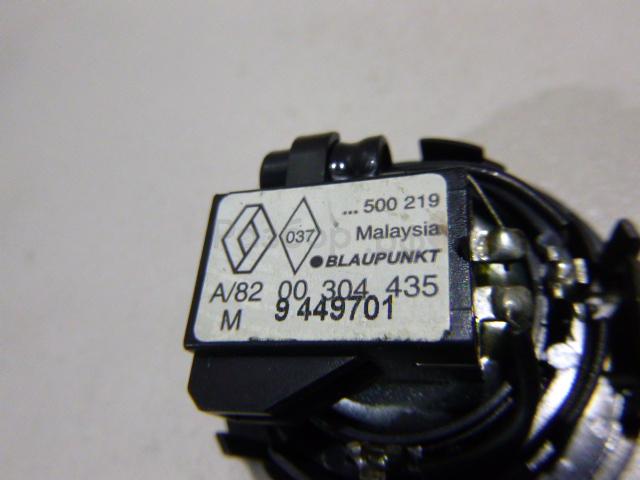 ... 500 219
037 Malaysia
BLAUPUNKT
A/82 00 304 435
M 9 449701